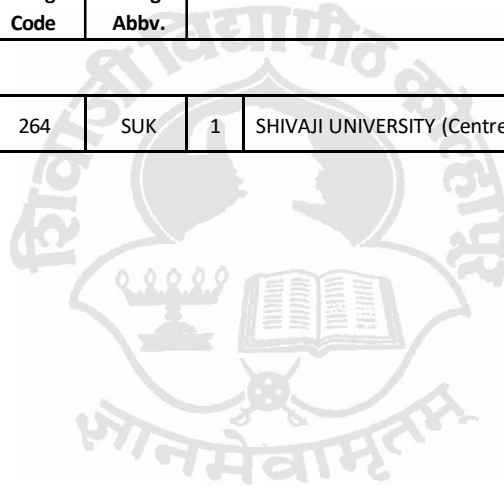 Code Abbv.
264 SUK 1 SHIVAJI UNIVERSITY (Centre
शिवाजी विद्यापीठ कोल्हापूर
ज्ञानमेवामृतम्